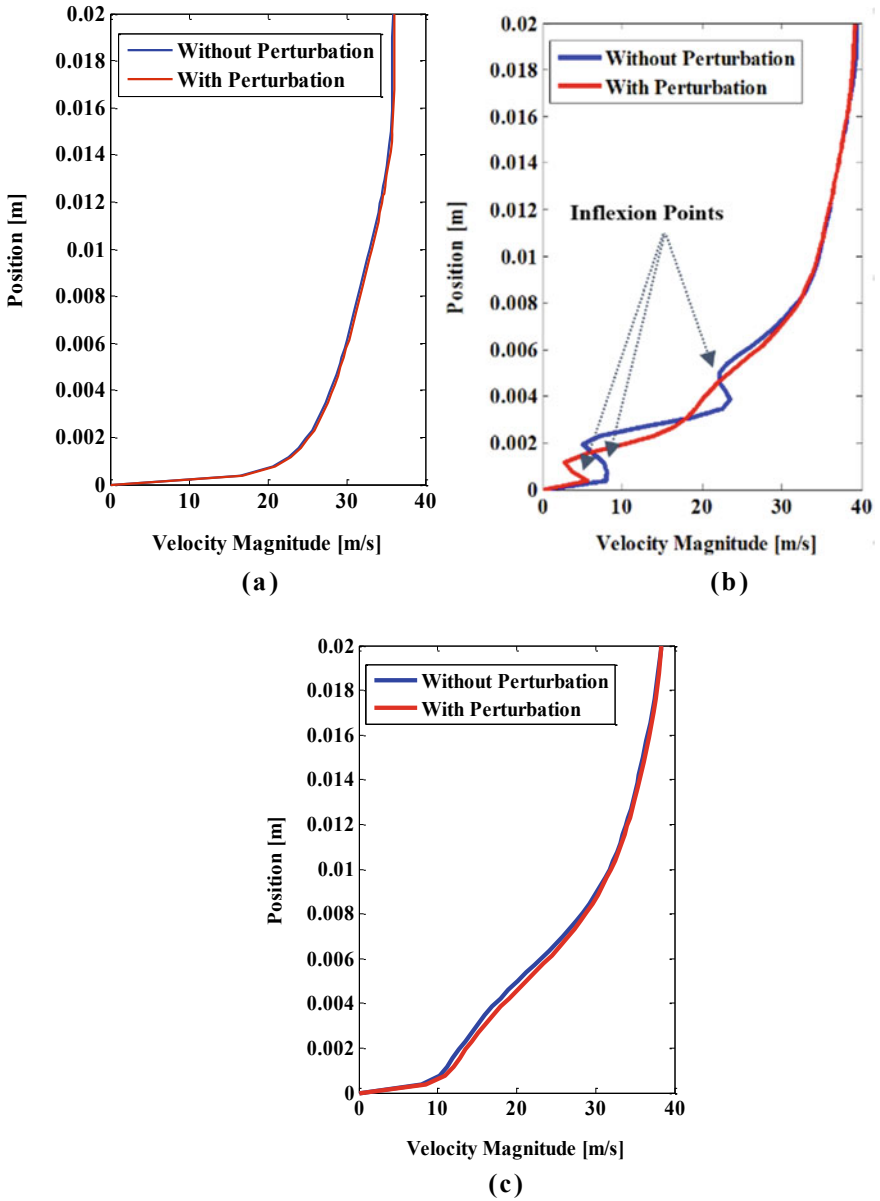 0.02
0.018
0.016
0.014
0.012
0.01
0.008
0.006
0.004
0.002
0
Position [m]
Without Perturbation
With Perturbation
0 10 20 30 40
Velocity Magnitude [m/s]
(a)
0.02
0.018
0.016
0.014
0.012
0.01
0.008
0.006
0.004
0.002
0
Position [m]
Without Perturbation
With Perturbation
Inflexion Points
0 10 20 30 40
Velocity Magnitude [m/s]
(b)
0.02
0.018
0.016
0.014
0.012
0.01
0.008
0.006
0.004
0.002
0
Position [m]
Without Perturbation
With Perturbation
0 10 20 30 40
Velocity Magnitude [m/s]
(c)